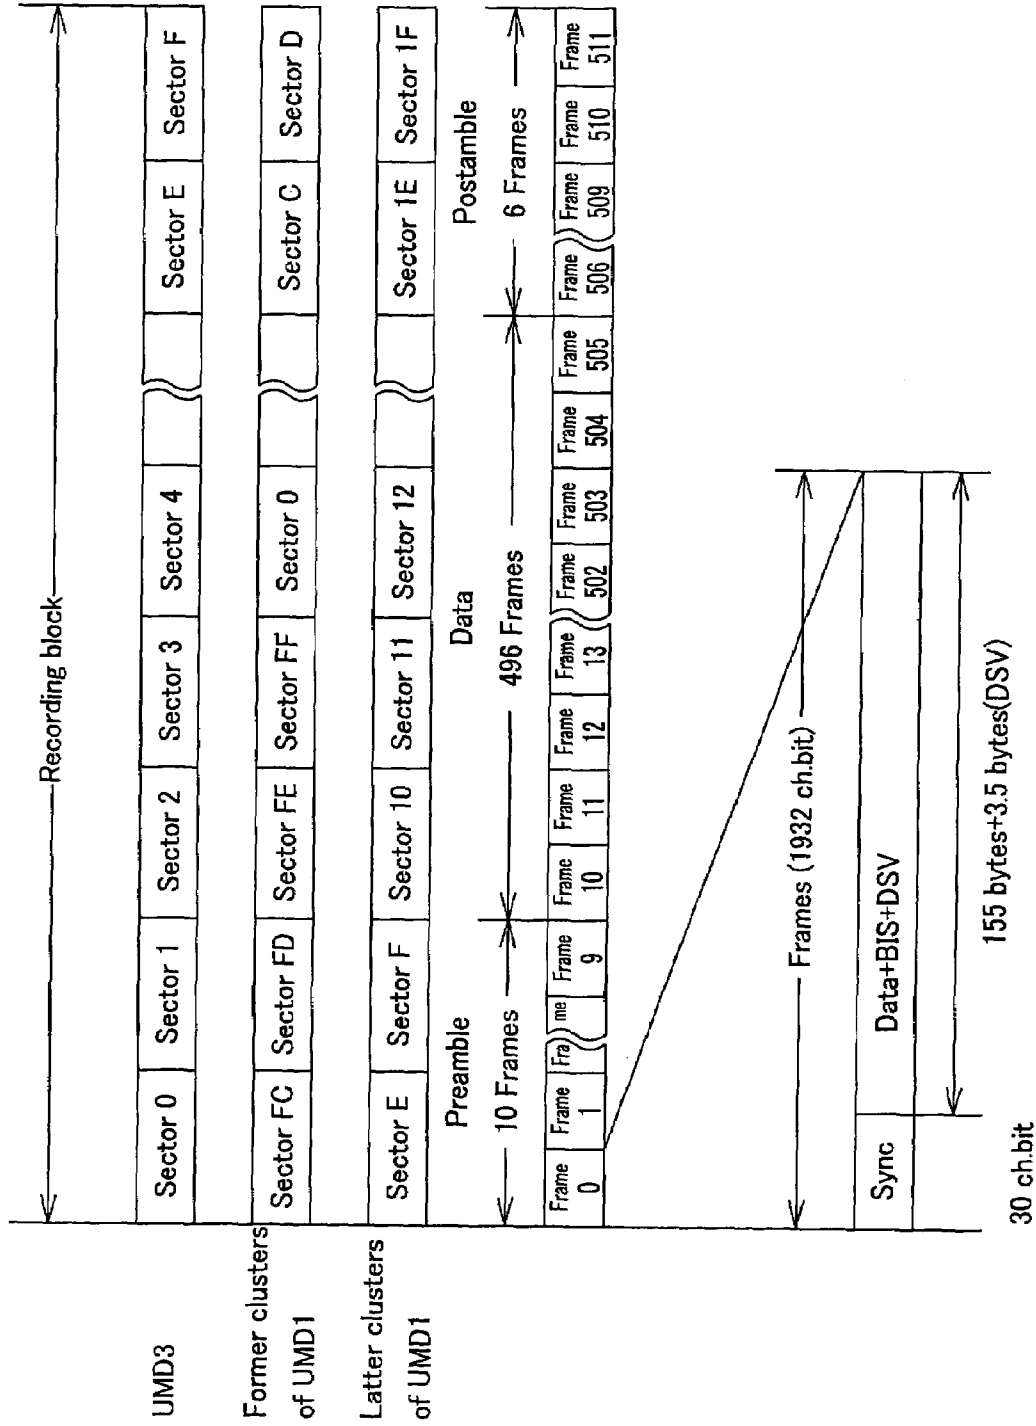 Recording block
UMD3
Sector 0 Sector 1 Sector 2 Sector 3 Sector 4 Sector E Sector F
Former clusters
of UMD1
Sector FC Sector FD Sector FE Sector FF Sector 0 Sector C Sector D
Latter clusters
of UMD1
Sector E Sector F Sector 10 Sector 11 Sector 12 Sector 1E Sector 1F
Preamble Data Postamble
10 Frames 496 Frames 6 Frames
Frame Frame Fra me Frame Frame Frame Frame Frame Frame Frame Frame Frame Frame Frame Frame Frame
0 1 9 10 11 12 13 502 503 504 505 506 509 510 511
Frames (1932 ch.bit)
Sync Data+BIS+DSV
30 ch.bit 155 bytes+3.5 bytes(DSV)